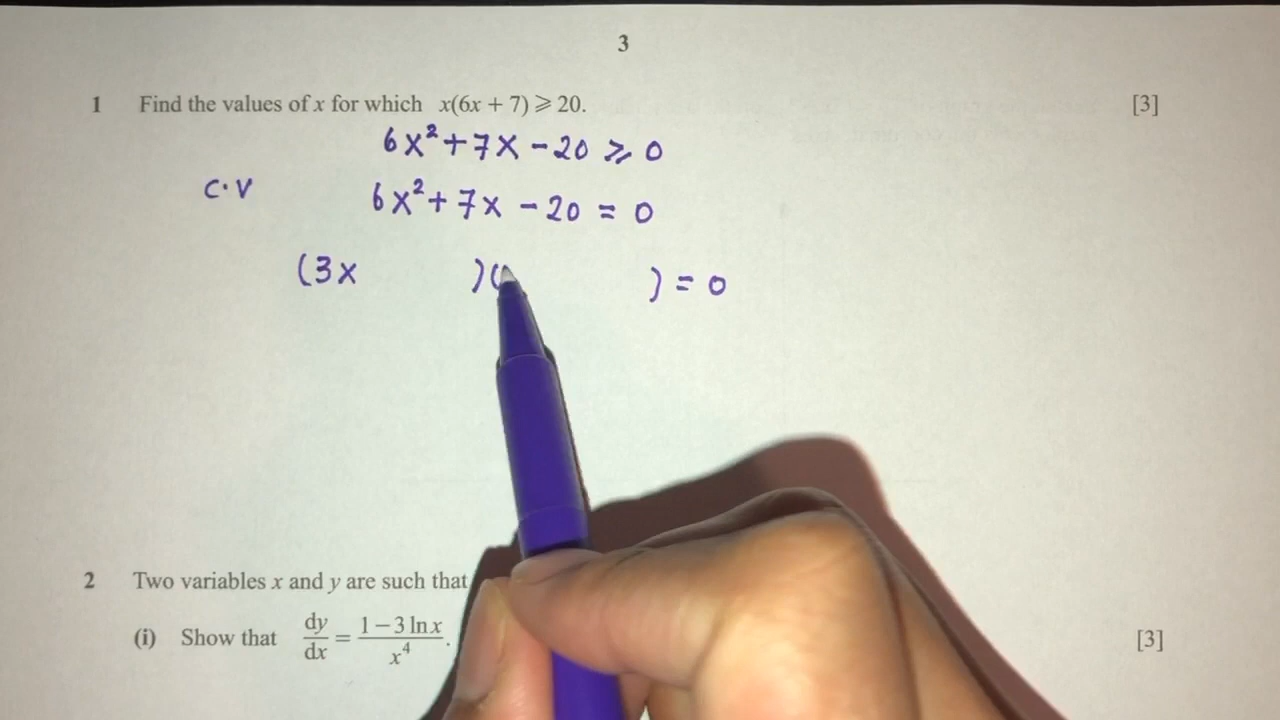 3
1 Find the values of x for which x(6x + 7) ⩾ 20. [3]
6x² + 7x - 20 ⩾ 0
C.V 6x² + 7x - 20 = 0
(3x )( ) = 0
2 Two variables x and y are such that
(i) Show that dy/dx = (1 - 3 ln x)/x⁴. [3]